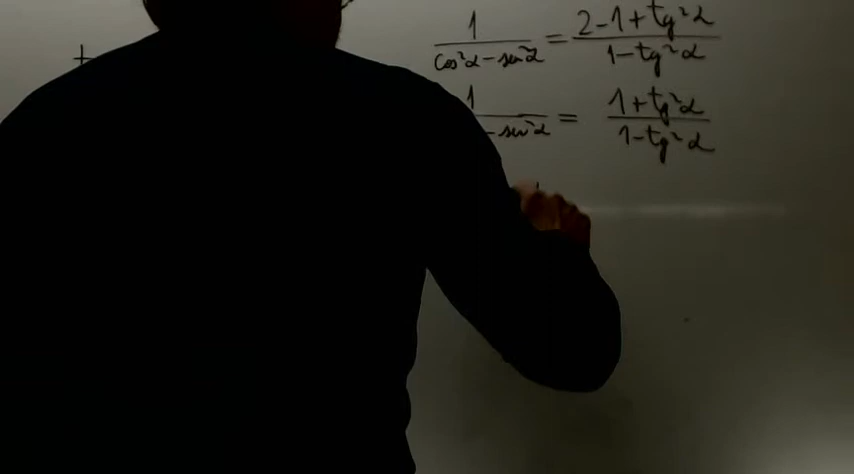 +
1/(cos²α-sen²α) = (2-1+tg²α)/(1-tg²α)
1/(-sen²α) = (1+tg²α)/(1-tg²α)